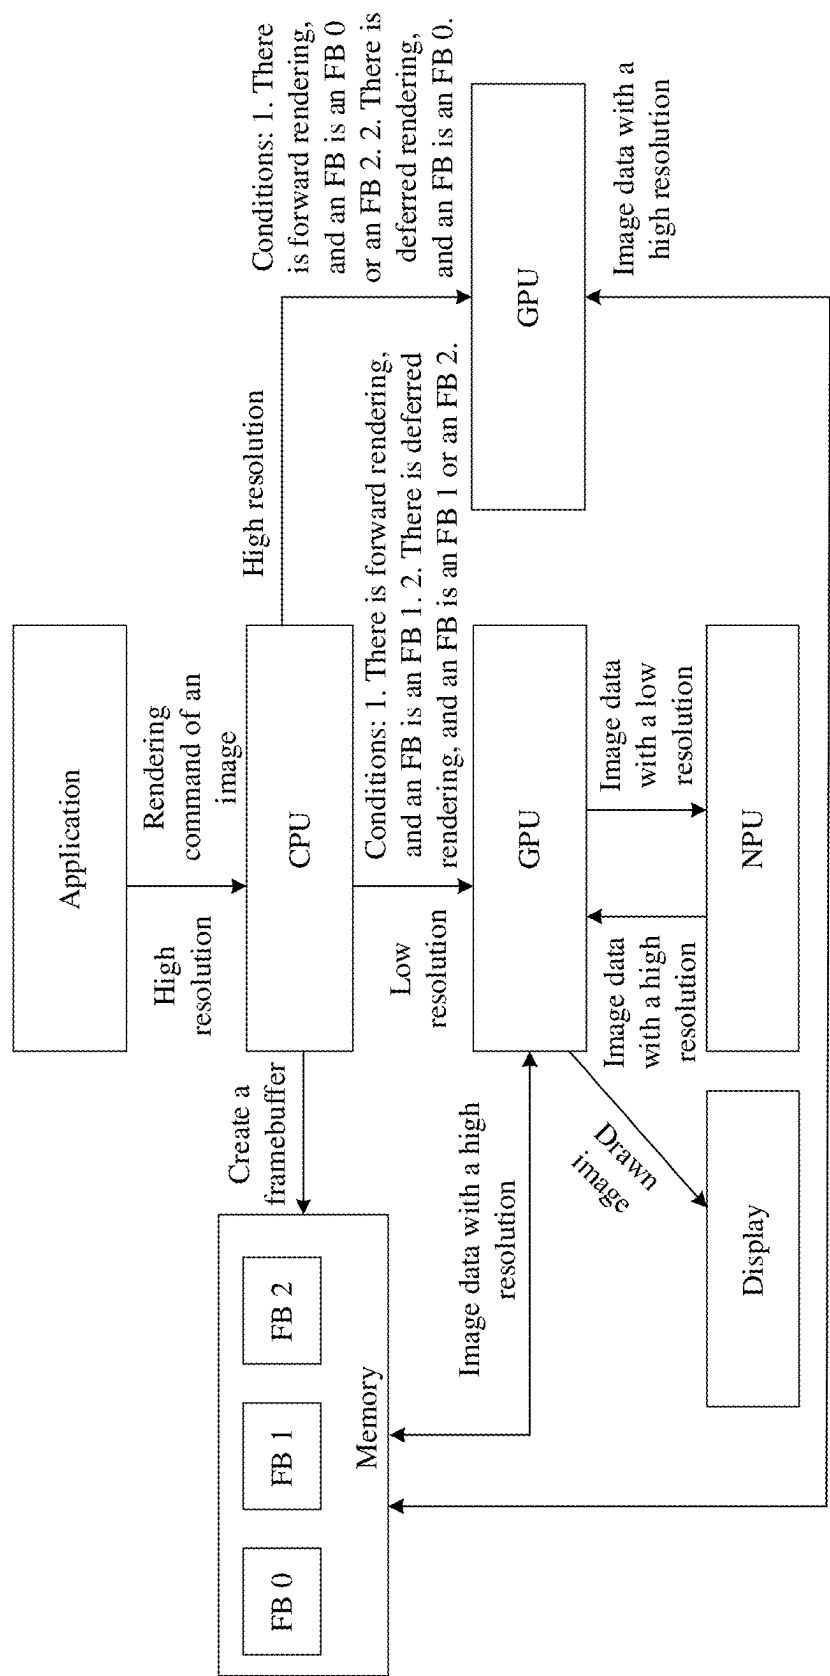 Application
High
resolution
Rendering
command of an
image
CPU
High resolution
Conditions: 1. There
is forward rendering,
and an FB is an FB 0
or an FB 2. 2. There is
deferred rendering,
and an FB is an FB 0.
Create a
framebuffer
FB 0
FB 1
FB 2
Memory
Low
resolution
Conditions: 1. There is forward rendering,
and an FB is an FB 1. 2. There is deferred
rendering, and an FB is an FB 1 or an FB 2.
GPU
GPU
Image data with a high
resolution
Drawn
image
Image data
with a high
resolution
Image data
with a low
resolution
Image data with a
high resolution
Display
NPU